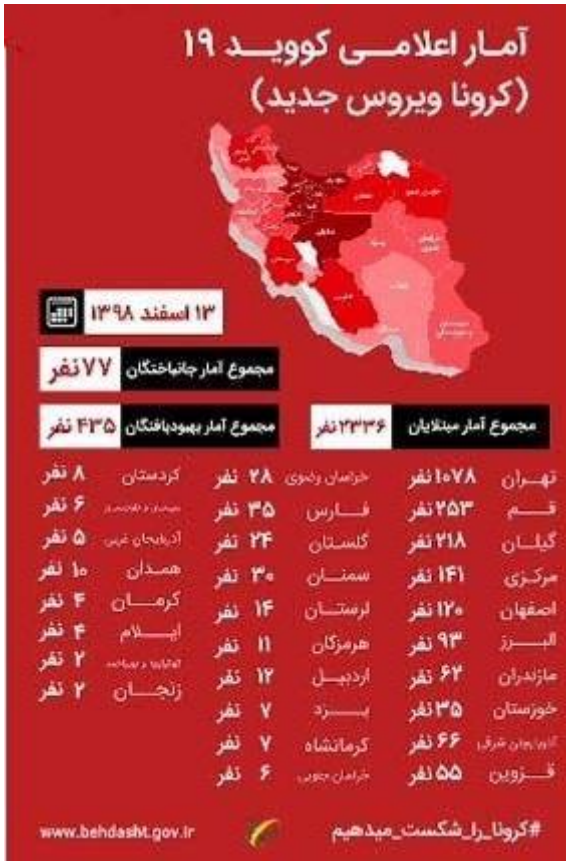 آمار اعلامی کووید ۱۹
(کرونا ویروس جدید)
۱۳ اسفند ۱۳۹۸
مجموع آمار جانباختگان ۷۷ نفر
مجموع آمار مبتلایان ۲۳۳۶ نفر
مجموع آمار بهبودیافتگان ۴۳۵ نفر
تهران ۱۰۷۸ نفر
قم ۲۵۳ نفر
گیلان ۲۱۸ نفر
مرکزی ۱۴۱ نفر
اصفهان ۱۲۰ نفر
البرز ۹۳ نفر
مازندران ۶۲ نفر
خوزستان ۳۵ نفر
آذربایجان شرقی ۶۶ نفر
قزوین ۵۵ نفر
خراسان رضوی ۲۸ نفر
فارس ۳۵ نفر
گلستان ۲۴ نفر
سمنان ۳۰ نفر
لرستان ۱۴ نفر
هرمزگان ۱۱ نفر
اردبیل ۱۲ نفر
یزد ۷ نفر
کرمانشاه ۷ نفر
خراسان جنوبی ۶ نفر
کردستان ۸ نفر
سیستان و بلوچستان ۶ نفر
آذربایجان غربی ۵ نفر
همدان ۱۰ نفر
کرمان ۴ نفر
ایلام ۴ نفر
کهگیلویه و بویراحمد ۲ نفر
زنجان ۲ نفر
#کرونا_را_شکست_میدهیم
www.behdasht.gov.ir